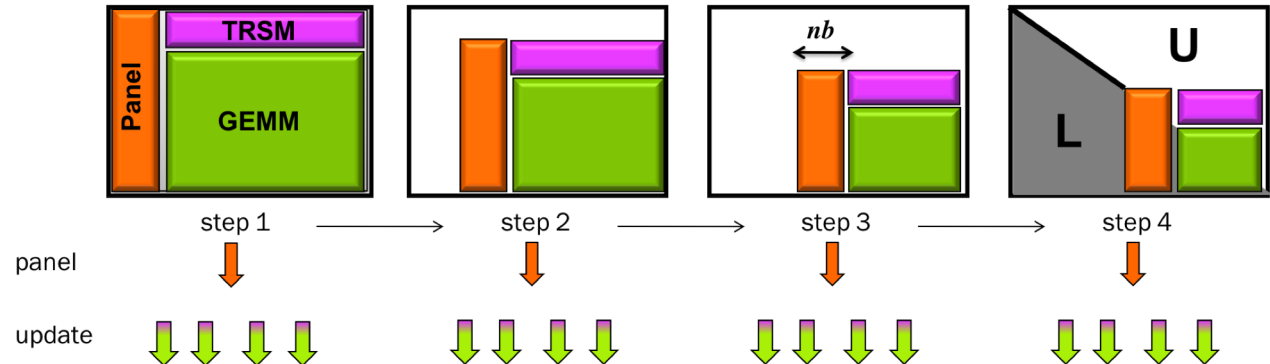 Panel
TRSM
GEMM
nb
U
L
step 1
step 2
step 3
step 4
panel
update